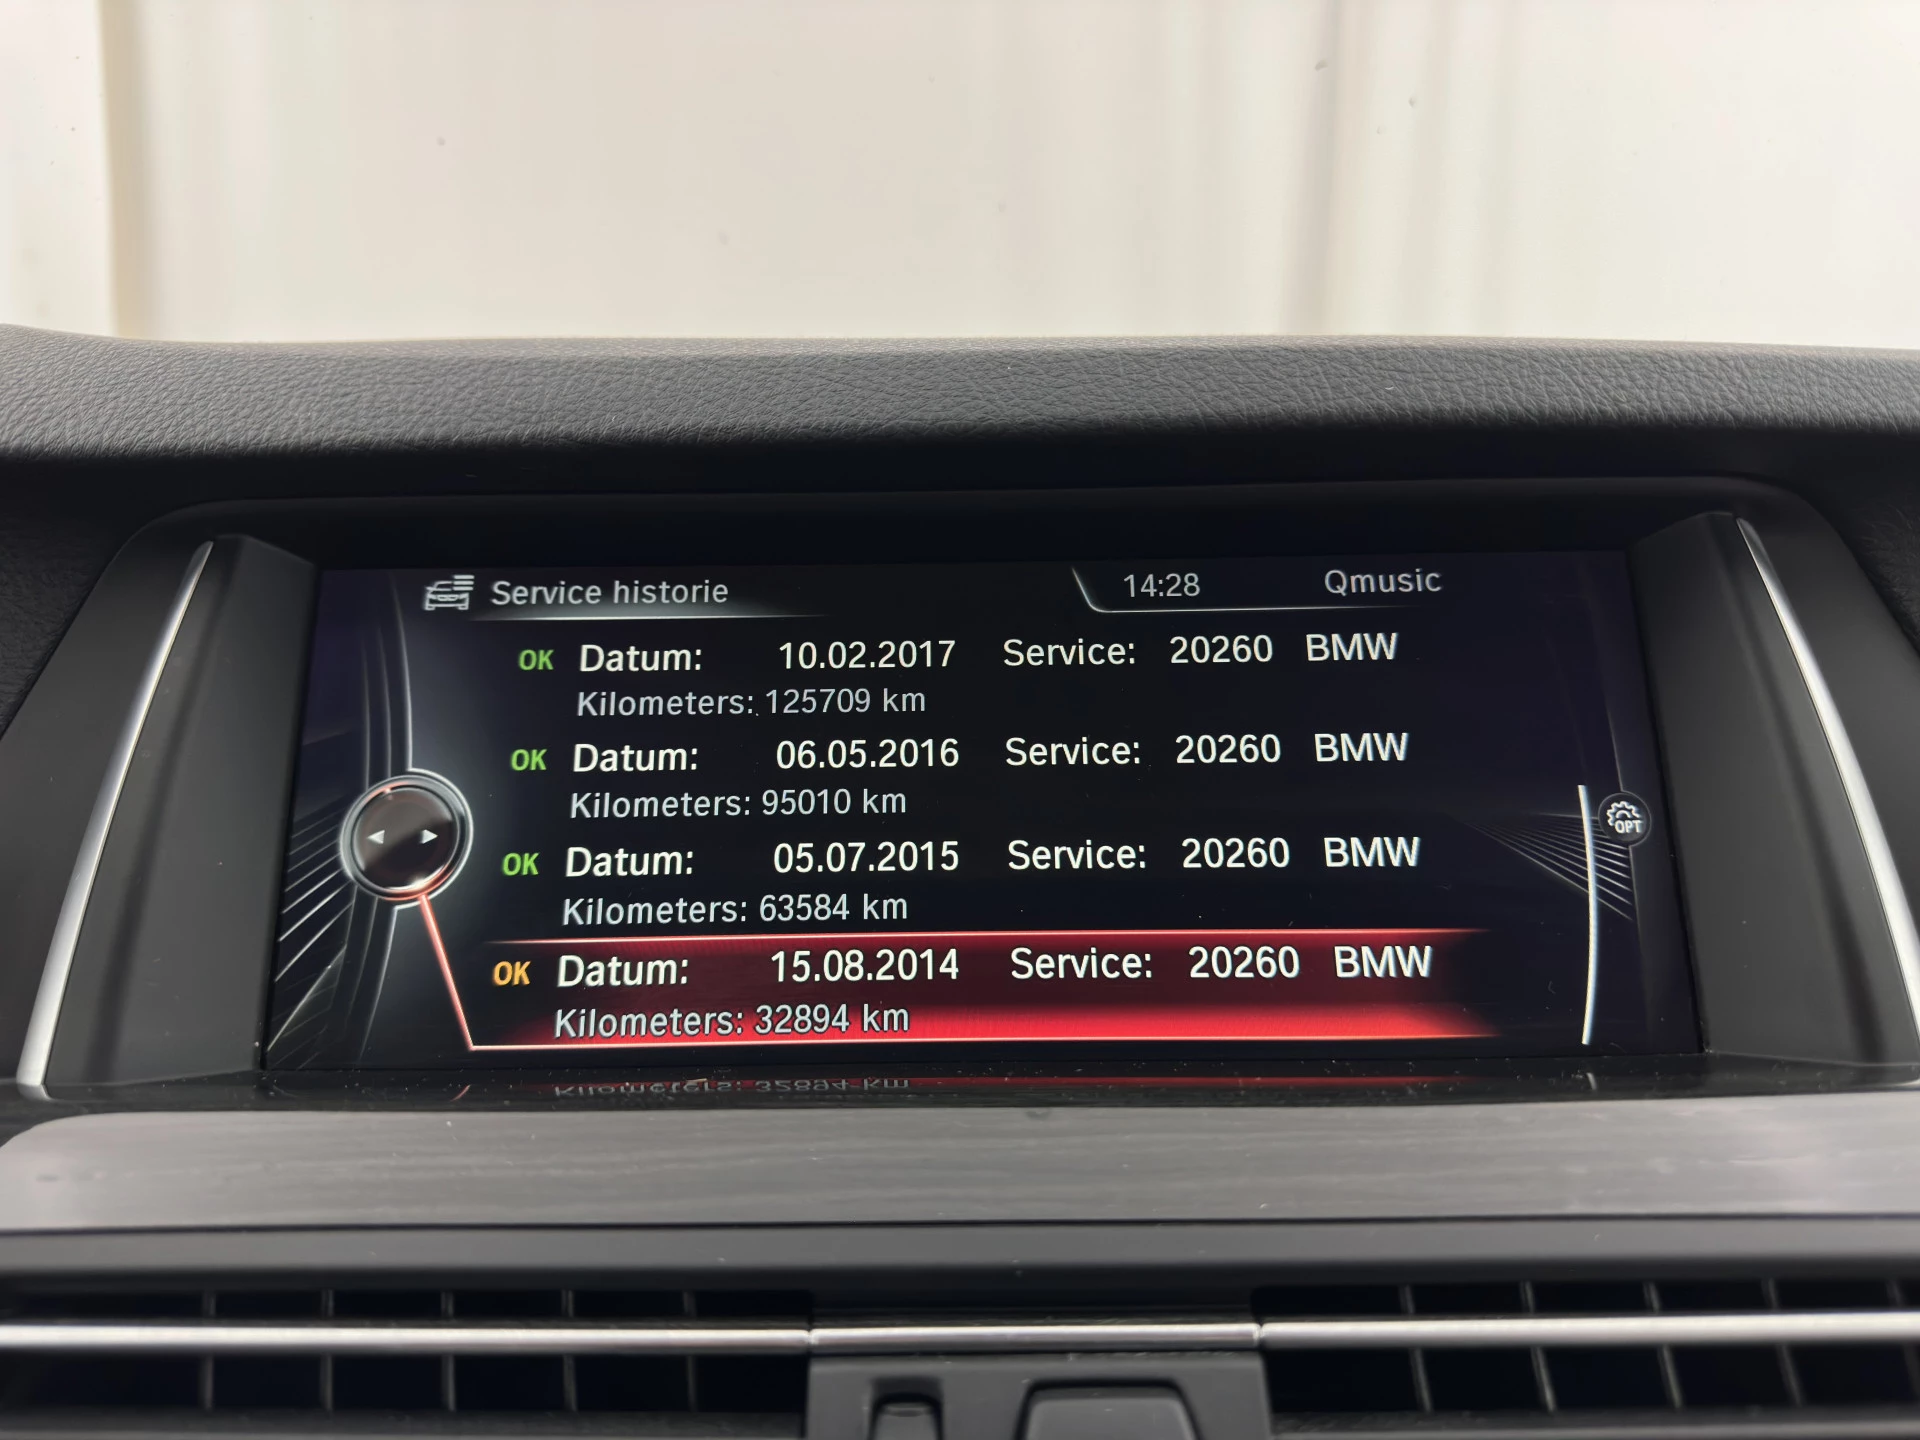 Service historie 14:28 Qmusic
OK Datum: 10.02.2017 Service: 20260 BMW
Kilometers: 125709 km
OK Datum: 06.05.2016 Service: 20260 BMW
Kilometers: 95010 km
OK Datum: 05.07.2015 Service: 20260 BMW
Kilometers: 63584 km
OPT
OK Datum: 15.08.2014 Service: 20260 BMW
Kilometers: 32894 km